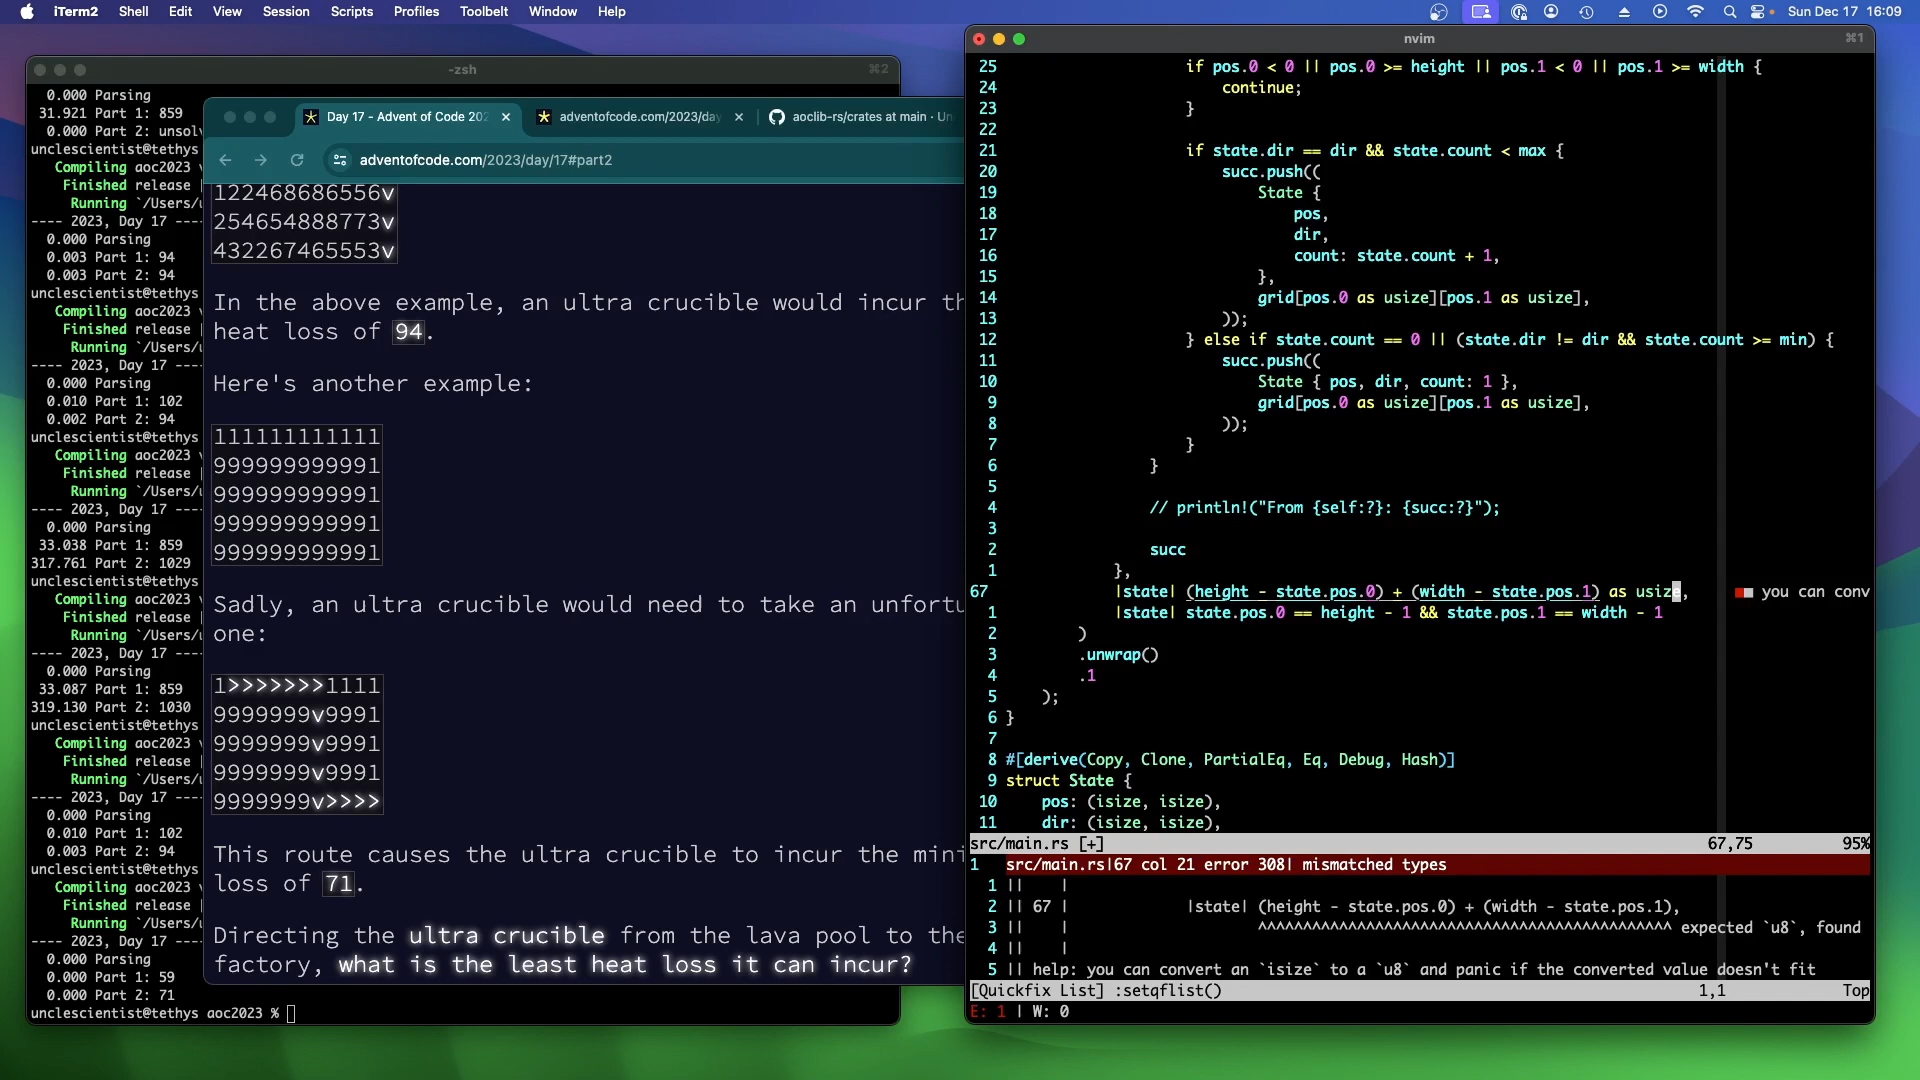 iTerm2 Shell Edit View Session Scripts Profiles Toolbelt Window Help Sun Dec 17 16:09
-zsh ⌘2
0.000 Parsing
31.921 Part 1: 859
0.000 Part 2: unsolv
unclescientist@tethys
Compiling aoc2023 v
Finished release [
Running `/Users/u
---- 2023, Day 17 ----
0.000 Parsing
0.003 Part 1: 94
0.003 Part 2: 94
unclescientist@tethys
Compiling aoc2023 v
Finished release [
Running `/Users/u
---- 2023, Day 17 ----
0.000 Parsing
0.010 Part 1: 102
0.002 Part 2: 94
unclescientist@tethys
Compiling aoc2023 v
Finished release [
Running `/Users/u
---- 2023, Day 17 ----
0.000 Parsing
33.038 Part 1: 859
317.761 Part 2: 1029
unclescientist@tethys
Compiling aoc2023 v
Finished release [
Running `/Users/u
---- 2023, Day 17 ----
0.000 Parsing
33.087 Part 1: 859
319.130 Part 2: 1030
unclescientist@tethys
Compiling aoc2023 v
Finished release [
Running `/Users/u
---- 2023, Day 17 ----
0.000 Parsing
0.010 Part 1: 102
0.003 Part 2: 94
unclescientist@tethys
Compiling aoc2023 v
Finished release [
Running `/Users/u
---- 2023, Day 17 ----
0.000 Parsing
0.000 Part 1: 59
0.000 Part 2: 71
unclescientist@tethys aoc2023 %
Day 17 - Advent of Code 202 adventofcode.com/2023/day aoclib-rs/crates at main · Un
adventofcode.com/2023/day/17#part2
122468686556v
254654888773v
432267465553v
In the above example, an ultra crucible would incur th
heat loss of 94.
Here's another example:
111111111111
999999999991
999999999991
999999999991
999999999991
Sadly, an ultra crucible would need to take an unfortu
one:
1>>>>>>>1111
9999999v9991
9999999v9991
9999999v9991
9999999v>>>>
This route causes the ultra crucible to incur the mini
loss of 71.
Directing the ultra crucible from the lava pool to the
factory, what is the least heat loss it can incur?
nvim ⌘1
25 if pos.0 < 0 || pos.0 >= height || pos.1 < 0 || pos.1 >= width {
24 continue;
23 }
22
21 if state.dir == dir && state.count < max {
20 succ.push((
19 State {
18 pos,
17 dir,
16 count: state.count + 1,
15 },
14 grid[pos.0 as usize][pos.1 as usize],
13 ));
12 } else if state.count == 0 || (state.dir != dir && state.count >= min) {
11 succ.push((
10 State { pos, dir, count: 1 },
9 grid[pos.0 as usize][pos.1 as usize],
8 ));
7 }
6 }
5
4 // println!("From {self:?}: {succ:?}");
3
2 succ
1 },
67 |state| (height - state.pos.0) + (width - state.pos.1) as usize, you can conv
1 |state| state.pos.0 == height - 1 && state.pos.1 == width - 1
2 )
3 .unwrap()
4 .1
5 );
6 }
7
8 #[derive(Copy, Clone, PartialEq, Eq, Debug, Hash)]
9 struct State {
10 pos: (isize, isize),
11 dir: (isize, isize),
src/main.rs [+] 67,75 95%
1 src/main.rs|67 col 21 error 308| mismatched types
1 || |
2 || 67 | |state| (height - state.pos.0) + (width - state.pos.1),
3 || | ^^^^^^^^^^^^^^^^^^^^^^^^^^^^^^^^^^^^^^^^^^^^^^ expected `u8`, found
4 || |
5 || help: you can convert an `isize` to a `u8` and panic if the converted value doesn't fit
[Quickfix List] :setqflist() 1,1 Top
E: 1 | W: 0